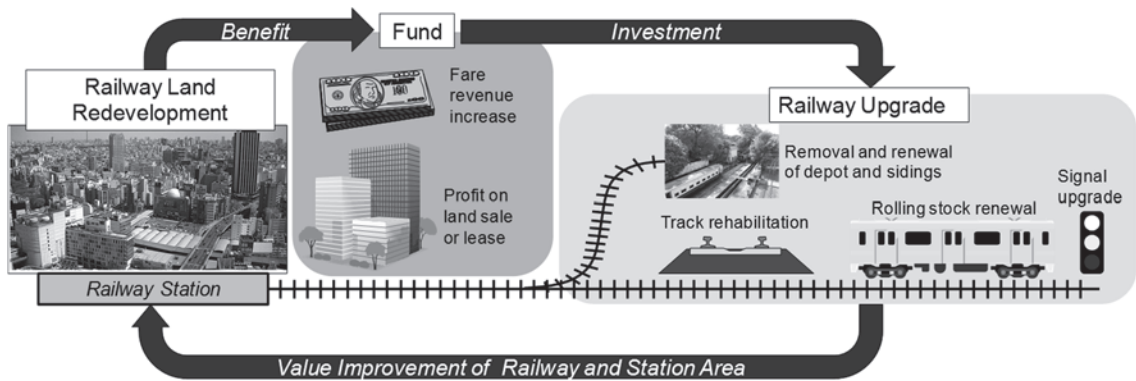 Benefit
Fund
Investment
Railway Land
Redevelopment
Fare
revenue
increase
Profit on
land sale
or lease
Railway Upgrade
Removal and renewal
of depot and sidings
Signal
upgrade
Track rehabilitation
Rolling stock renewal
Railway Station
Value Improvement of Railway and Station Area